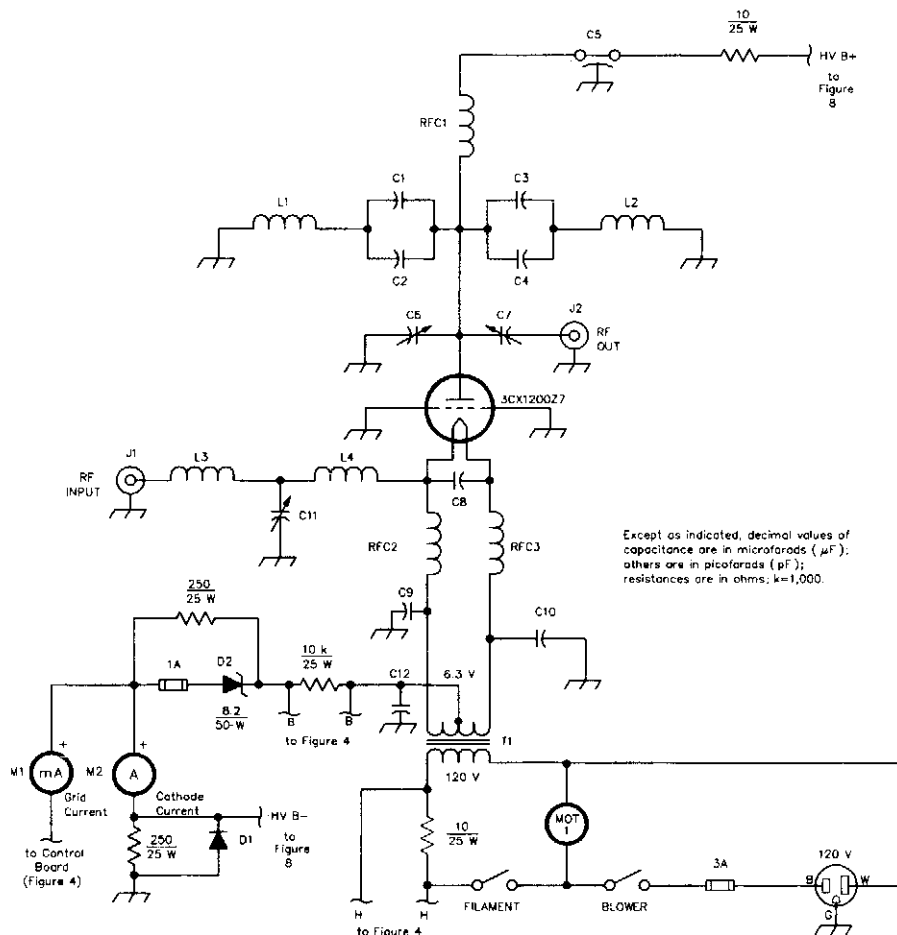 10
25 W
C5
HV B+
to
Figure
8
RFC1
C1
C3
L1
L2
C2
C4
C6
C7
J2
RF
OUT
3CX1200Z7
J1
L3
L4
RF
INPUT
C8
C11
RFC2
RFC3
Except as indicated, decimal values of
capacitance are in microfarads (µF);
others are in picofarads (pF);
resistances are in ohms; k=1,000.
250
25 W
C9
C10
1A
D2
10 k
25 W
C12
6.3 V
8.2
50-W
B
B
to Figure 4
T1
120 V
+
+
M1
mA
M2
A
Grid
Current
Cathode
Current
HV B-
to
Figure
8
MOT
1
10
25 W
250
25 W
D1
to Control
Board
(Figure 4)
3A
120 V
B
W
G
FILAMENT
BLOWER
H
H
to Figure 4